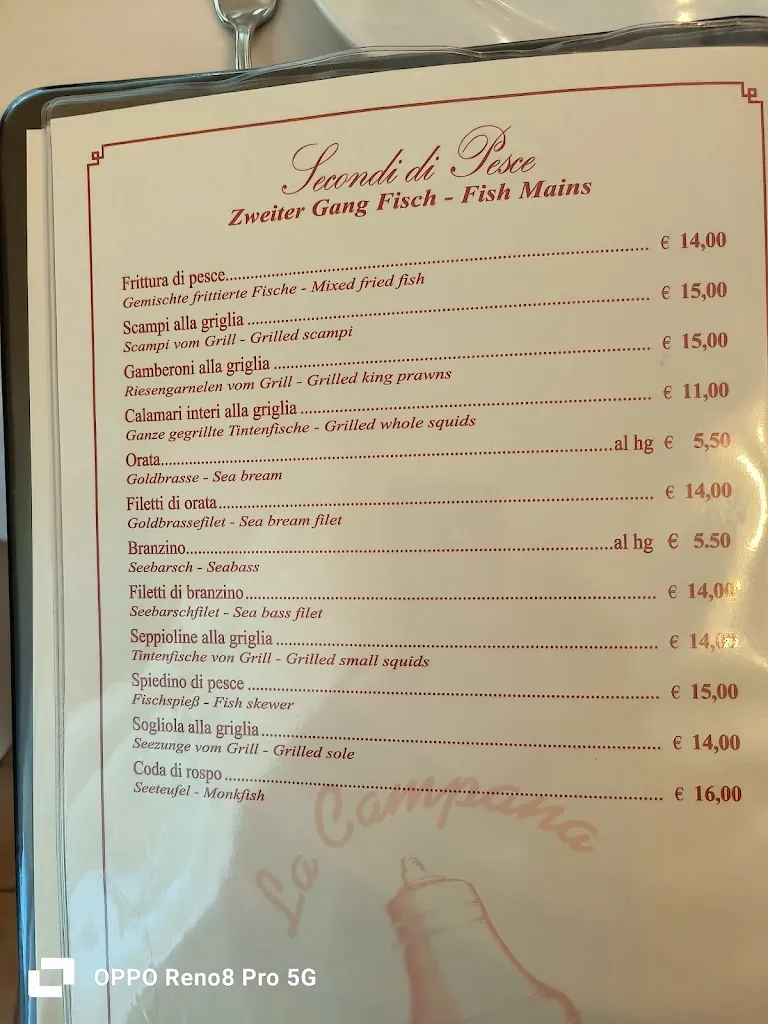 Secondi di Pesce
Zweiter Gang Fisch - Fish Mains
Frittura di pesce € 14,00
Gemischte frittierte Fische - Mixed fried fish
Scampi alla griglia € 15,00
Scampi vom Grill - Grilled scampi
Gamberoni alla griglia € 15,00
Riesengarnelen vom Grill - Grilled king prawns
Calamari interi alla griglia € 11,00
Ganze gegrillte Tintenfische - Grilled whole squids
Orata al hg € 5,50
Goldbrasse - Sea bream
Filetti di orata € 14,00
Goldbrassefilet - Sea bream filet
Branzino al hg € 5.50
Seebarsch - Seabass
Filetti di branzino € 14,00
Seebarschfilet - Sea bass filet
Seppioline alla griglia € 14,00
Tintenfische von Grill - Grilled small squids
Spiedino di pesce € 15,00
Fischspieß - Fish skewer
Sogliola alla griglia € 14,00
Seezunge vom Grill - Grilled sole
Coda di rospo € 16,00
Seeteufel - Monkfish
La Campana
OPPO Reno8 Pro 5G